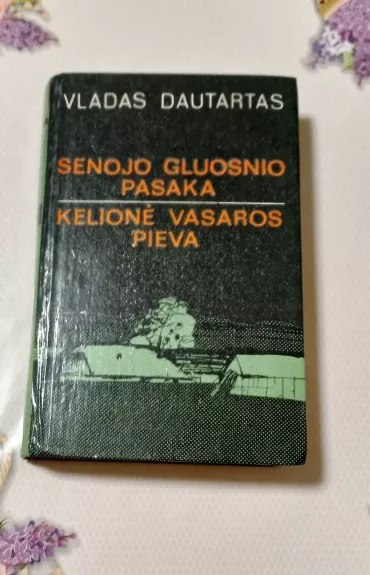 VLADAS DAUTARTAS
SENOJO GLUOSNIO
PASAKA
KELIONĖ VASAROS
PIEVA